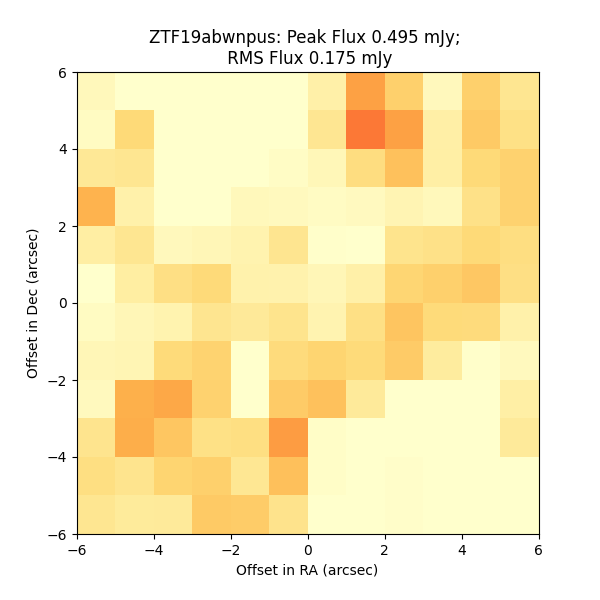 ZTF19abwnpus: Peak Flux 0.495 mJy;
RMS Flux 0.175 mJy
6
4
2
0
−2
−4
−6
Offset in Dec (arcsec)
−6 −4 −2 0 2 4 6
Offset in RA (arcsec)